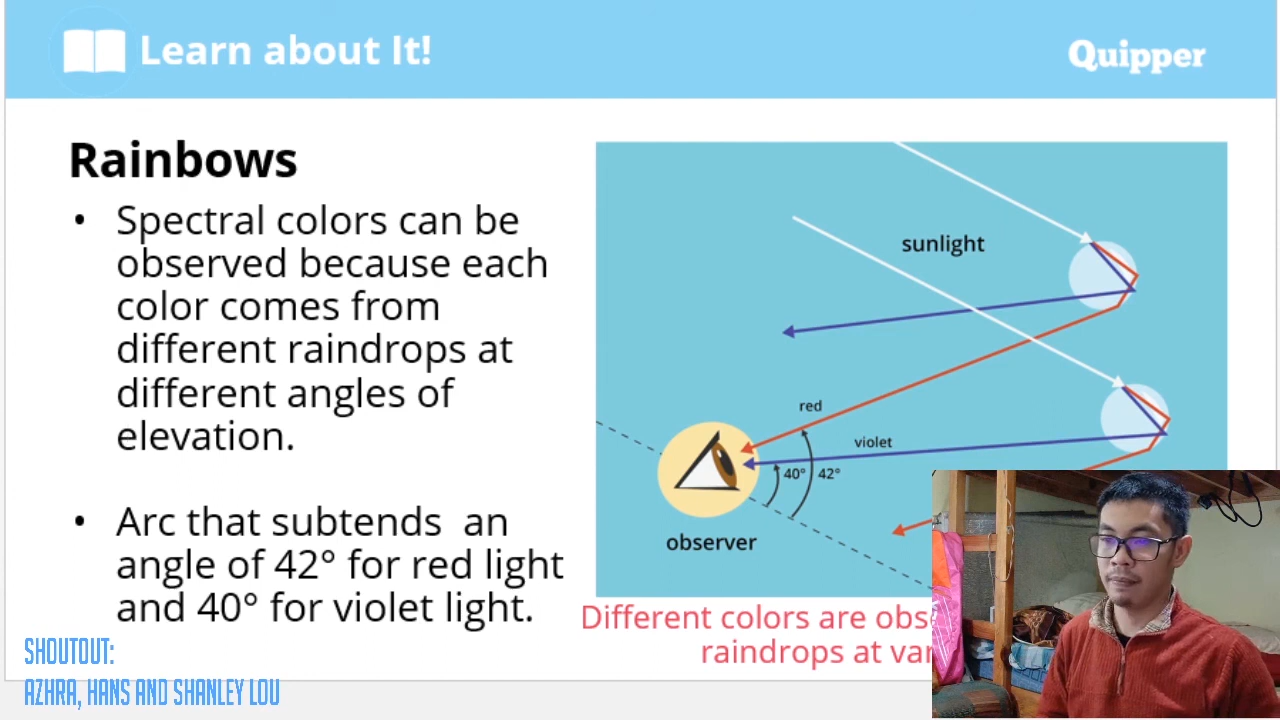 Learn about It!
Quipper
Rainbows
• Spectral colors can be
observed because each
color comes from
different raindrops at
different angles of
elevation.
• Arc that subtends an
angle of 42° for red light
and 40° for violet light.
sunlight
red
violet
40° 42°
observer
Different colors are obs
raindrops at var
SHOUTOUT:
AZHRA, HANS AND SHANLEY LOU